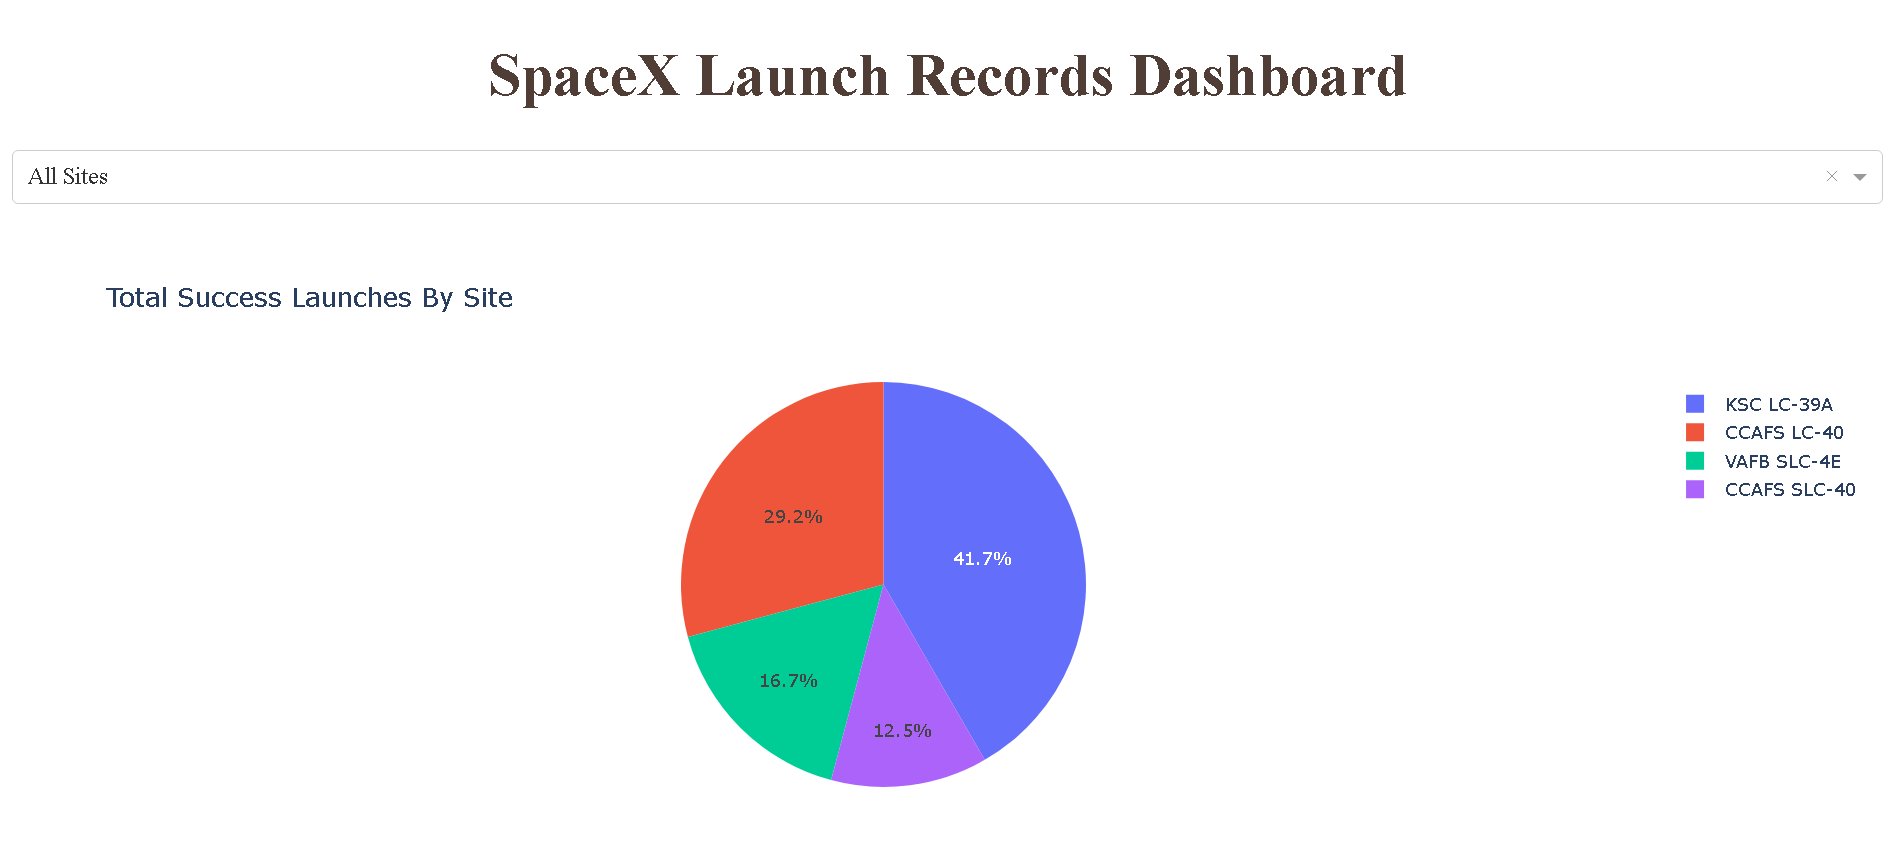 SpaceX Launch Records Dashboard
All Sites
Total Success Launches By Site
KSC LC-39A
CCAFS LC-40
VAFB SLC-4E
CCAFS SLC-40
29.2%
41.7%
16.7%
12.5%